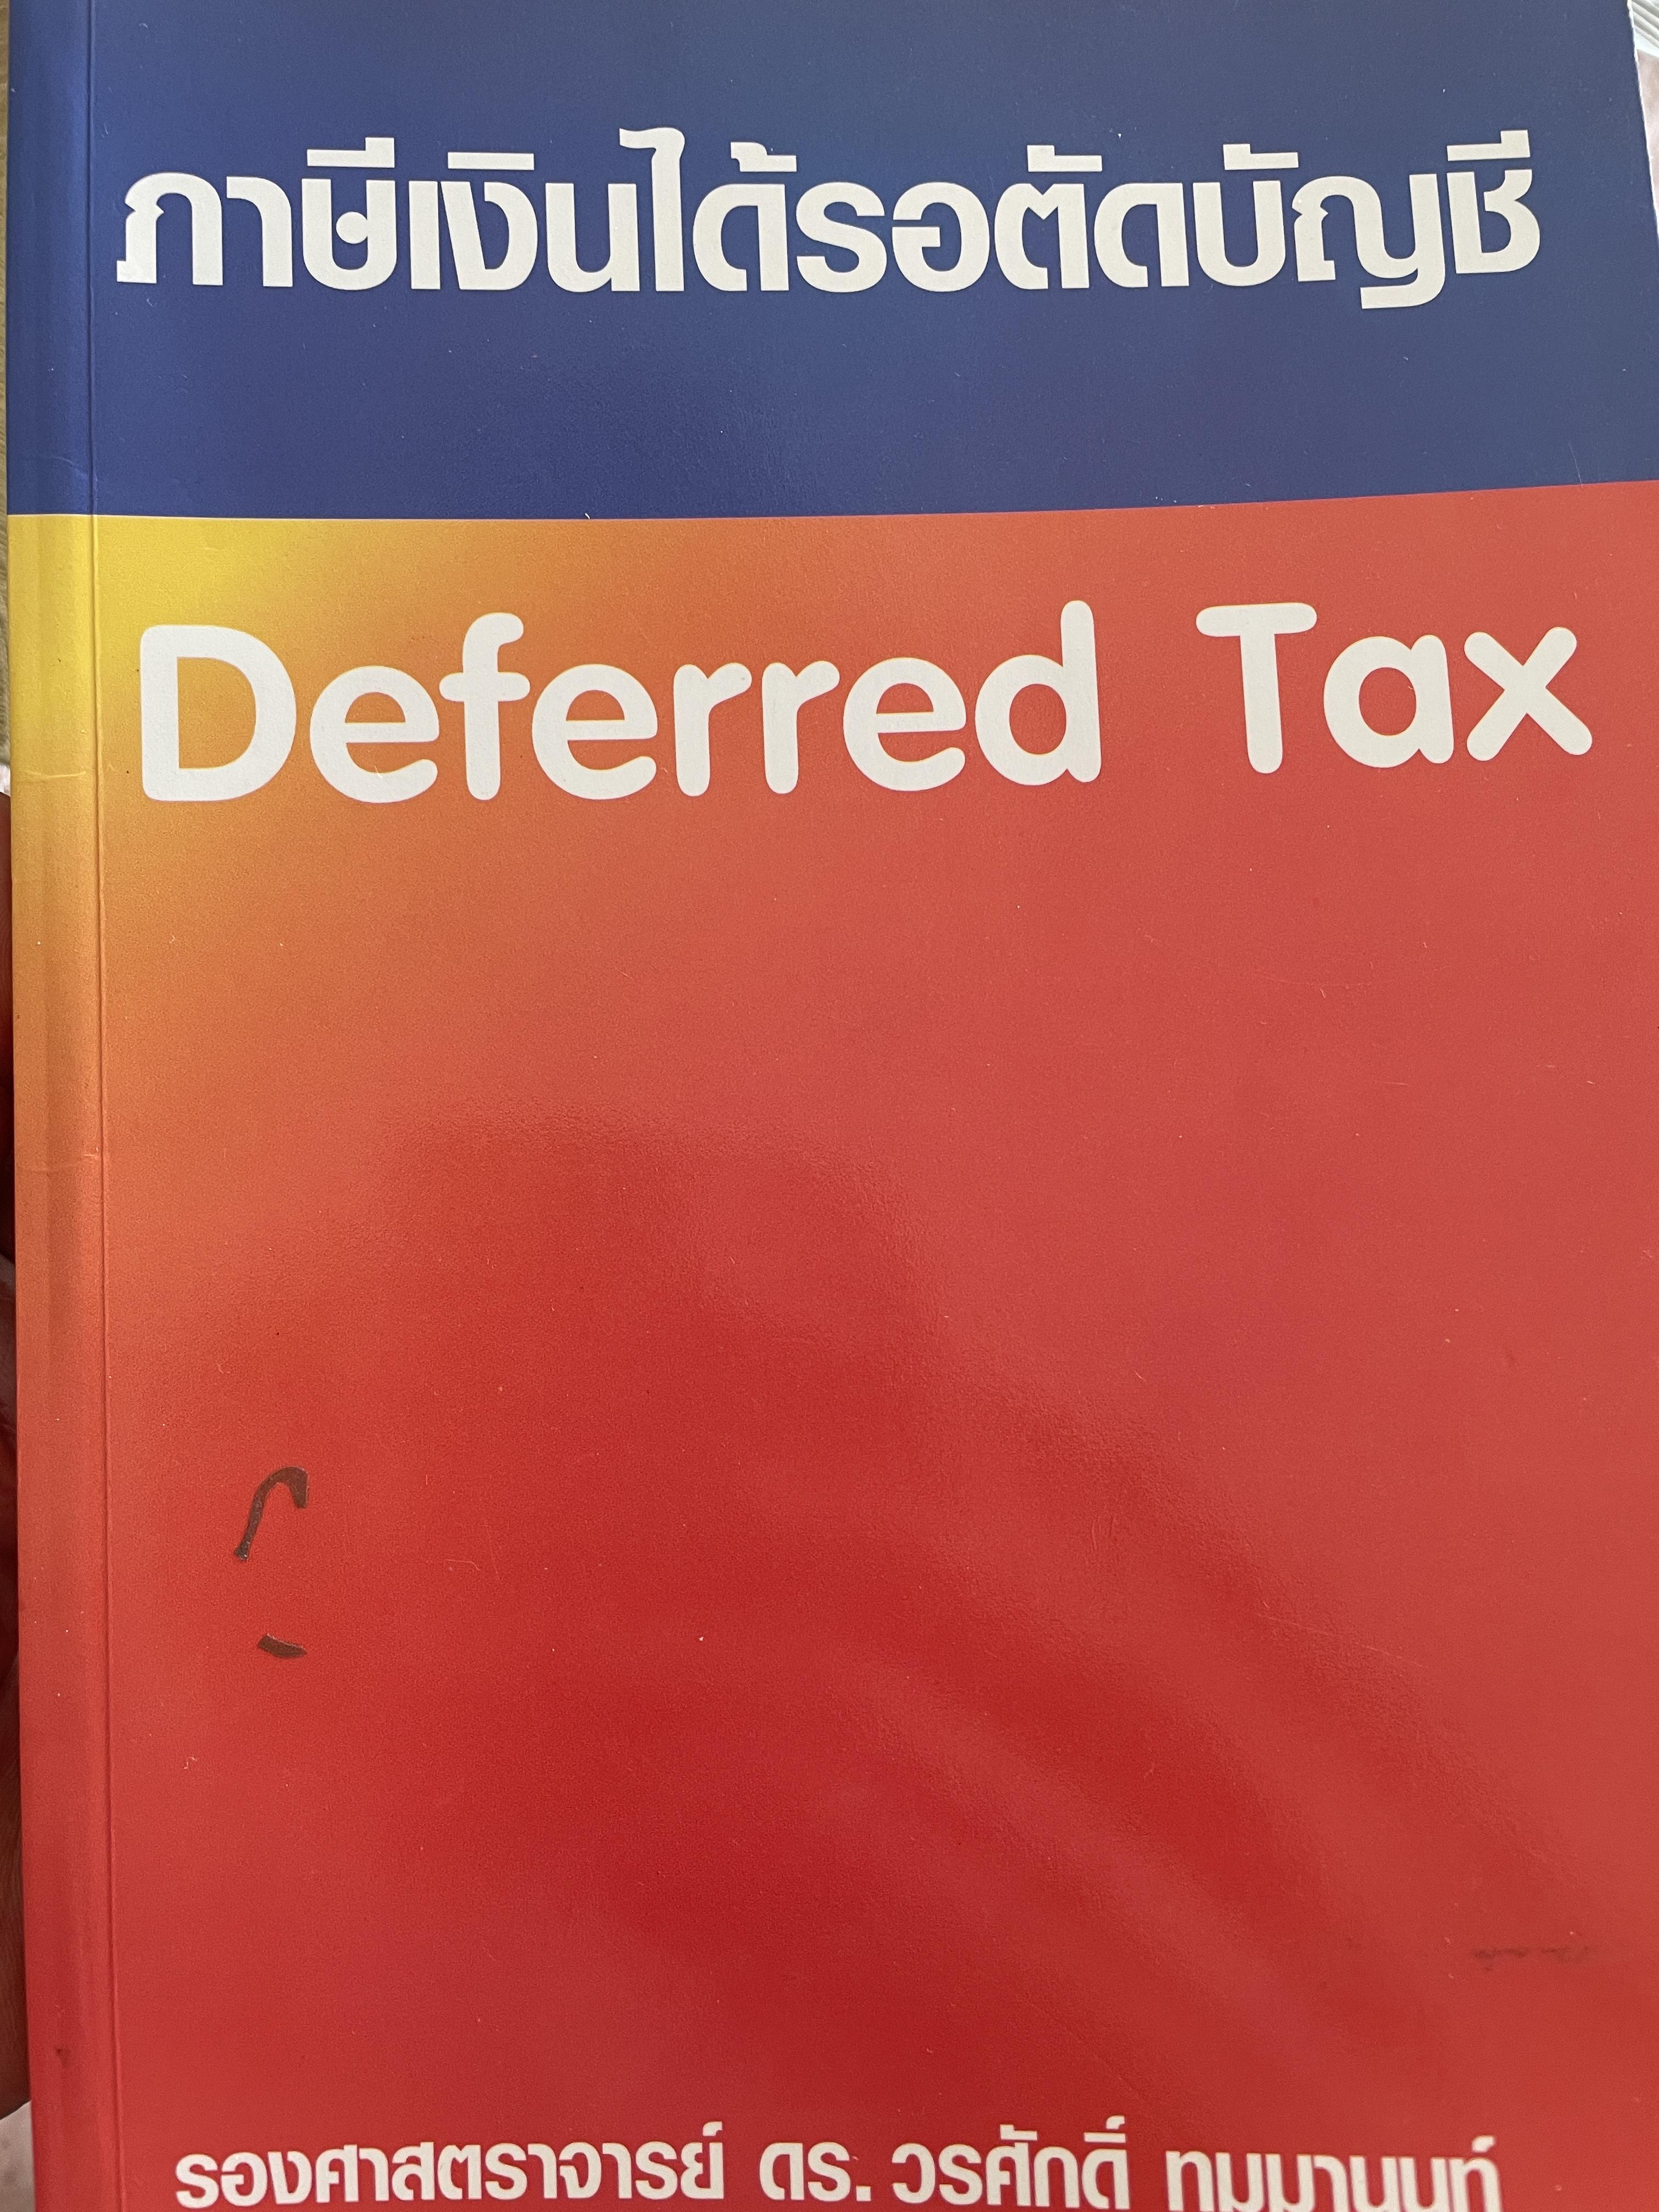 ภาษีเงินได้รอตัดบัญชี
Deferred Tax
รองศาสตราจารย์ ดร. วรศักดิ์ ทุมมานนท์